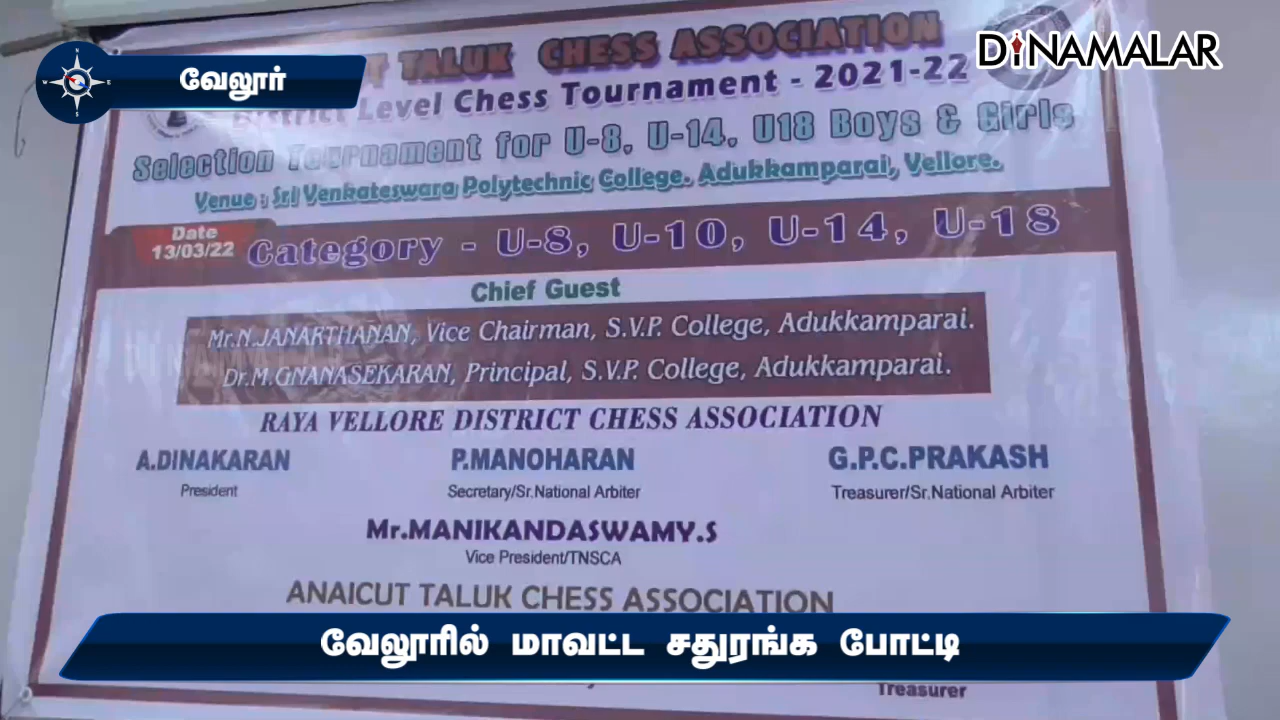 DINAMALAR
வேலூர்
TALUK CHESS ASSOCIATION
District Level Chess Tournament - 2021-22
Selection Tournament for U-8, U-14, U18 Boys & Girls
Venue : Sri Venkateswara Polytechnic College. Adukkamparai, Vellore.
Date
13/03/22
Category - U-8, U-10, U-14, U-18
Chief Guest
Mr.N.JANARTHANAN, Vice Chairman, S.V.P. College, Adukkamparai.
Dr.M.GNANASEKARAN, Principal, S.V.P. College, Adukkamparai.
RAYA VELLORE DISTRICT CHESS ASSOCIATION
A.DINAKARAN P.MANOHARAN G.P.C.PRAKASH
President Secretary/Sr.National Arbiter Treasurer/Sr.National Arbiter
Mr.MANIKANDASWAMY.S
Vice President/TNSCA
ANAICUT TALUK CHESS ASSOCIATION
வேலூரில் மாவட்ட சதுரங்க போட்டி
Treasurer